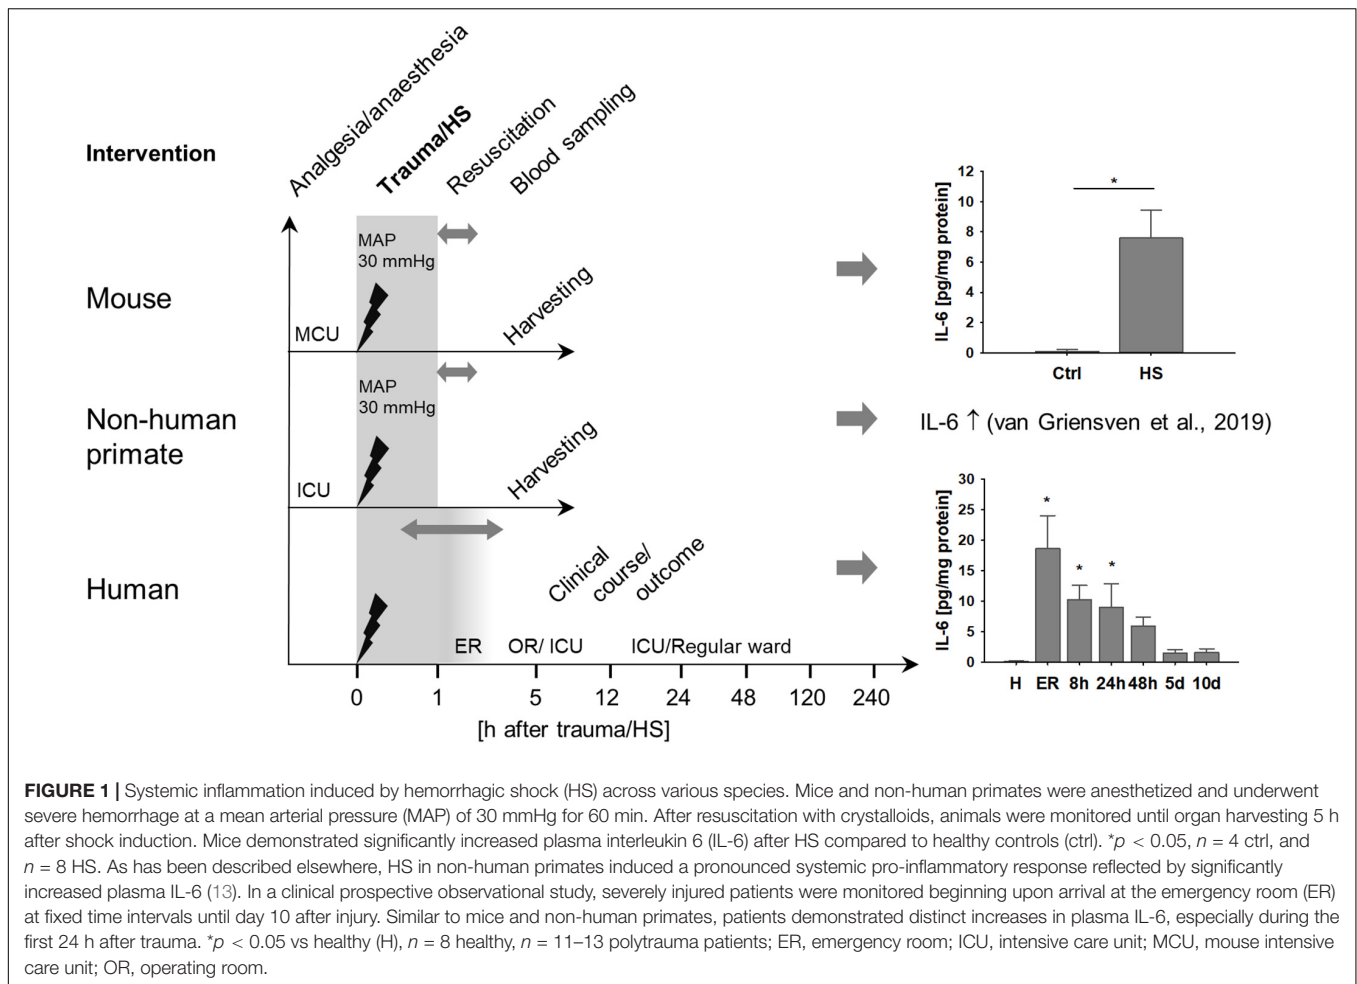 Intervention
Analgesia/anaesthesia
Trauma/HS
Resuscitation
Blood sampling
Mouse
MAP
30 mmHg
MCU
Harvesting
Non-human
primate
MAP
30 mmHg
ICU
Harvesting
Human
Clinical
course/
outcome
ER
OR/ ICU
ICU/Regular ward
0 1 5 12 24 48 120 240
[h after trauma/HS]
IL-6 [pg/mg protein]
12
10
8
6
4
2
0
*
Ctrl HS
IL-6 ↑ (van Griensven et al., 2019)
IL-6 [pg/mg protein]
30
25
20
15
10
5
0
* * *
H ER 8h 24h 48h 5d 10d
FIGURE 1 | Systemic inflammation induced by hemorrhagic shock (HS) across various species. Mice and non-human primates were anesthetized and underwent
severe hemorrhage at a mean arterial pressure (MAP) of 30 mmHg for 60 min. After resuscitation with crystalloids, animals were monitored until organ harvesting 5 h
after shock induction. Mice demonstrated significantly increased plasma interleukin 6 (IL-6) after HS compared to healthy controls (ctrl). *p < 0.05, n = 4 ctrl, and
n = 8 HS. As has been described elsewhere, HS in non-human primates induced a pronounced systemic pro-inflammatory response reflected by significantly
increased plasma IL-6 (13). In a clinical prospective observational study, severely injured patients were monitored beginning upon arrival at the emergency room (ER)
at fixed time intervals until day 10 after injury. Similar to mice and non-human primates, patients demonstrated distinct increases in plasma IL-6, especially during the
first 24 h after trauma. *p < 0.05 vs healthy (H), n = 8 healthy, n = 11–13 polytrauma patients; ER, emergency room; ICU, intensive care unit; MCU, mouse intensive
care unit; OR, operating room.